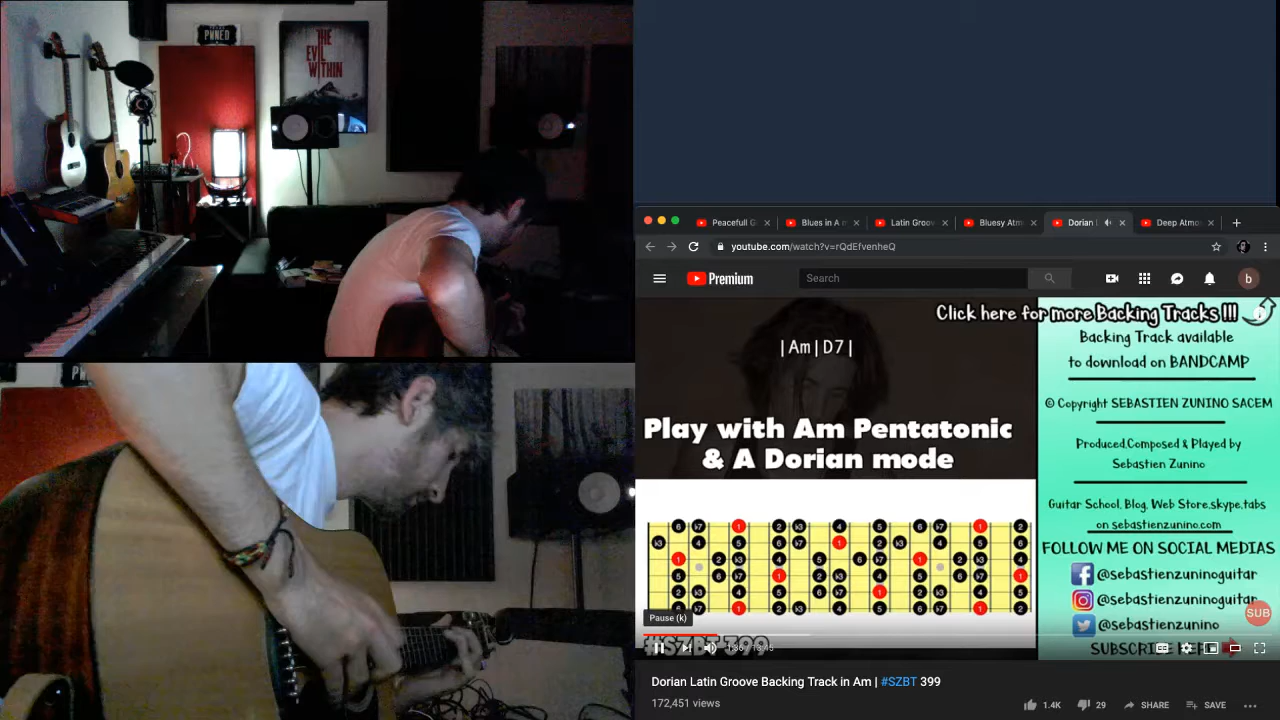 PWNED
THE
EVIL
WITHIN
Peacefull G
Blues in A m
Latin Groov
Bluesy Atm
Dorian
Deep Atmo
youtube.com/watch?v=rQdEfvenheQ
Premium
Search
b
Click here for more Backing Tracks !!!
|Am|D7|
Play with Am Pentatonic
& A Dorian mode
Backing Track available
to download on BANDCAMP
© Copyright SEBASTIEN ZUNINO SACEM
Produced,Composed & Played by
Sebastien Zunino
Guitar School, Blog, Web Store,skype,tabs
on sebastienzunino.com
FOLLOW ME ON SOCIAL MEDIAS
@sebastienzuninoguitar
@sebastienzuninoguitar
@sebastienzunino
SUB
Pause (k)
#SZBT 399
SUBSCRIBE HERE
Dorian Latin Groove Backing Track in Am | #SZBT 399
172,451 views
1.4K
29
SHARE
SAVE